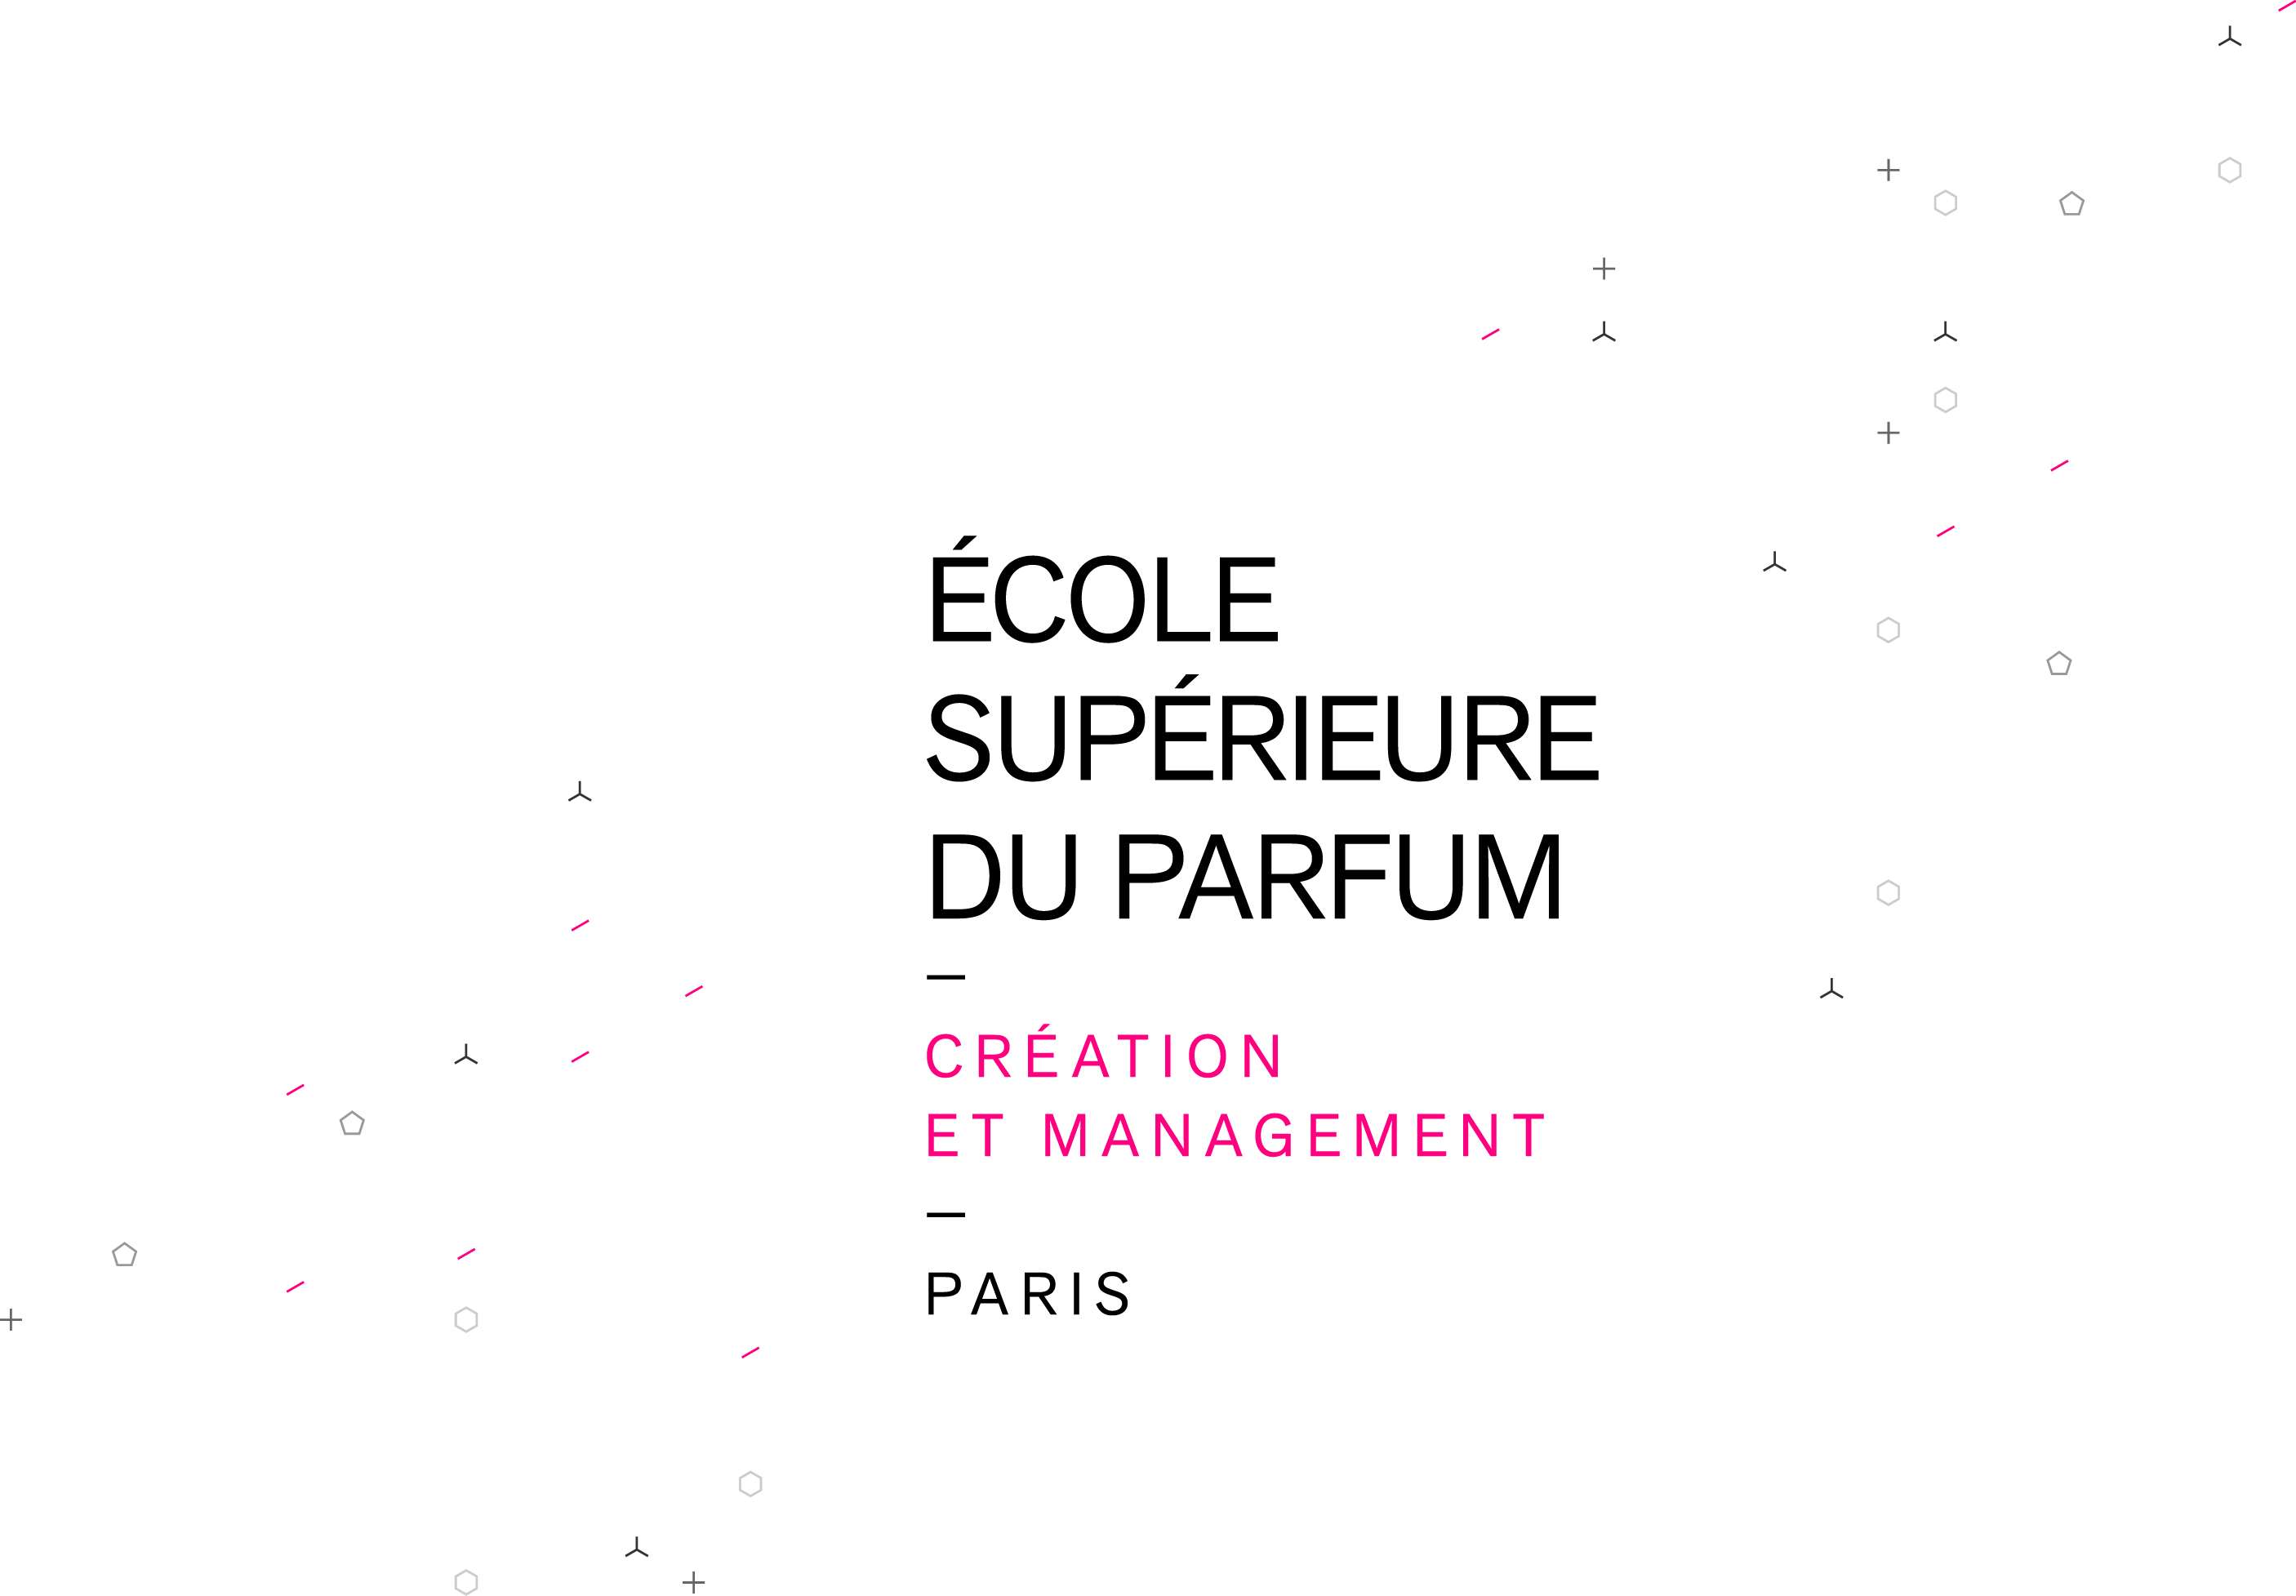 ÉCOLE
SUPÉRIEURE
DU PARFUM
—
CRÉATION
ET MANAGEMENT
—
PARIS